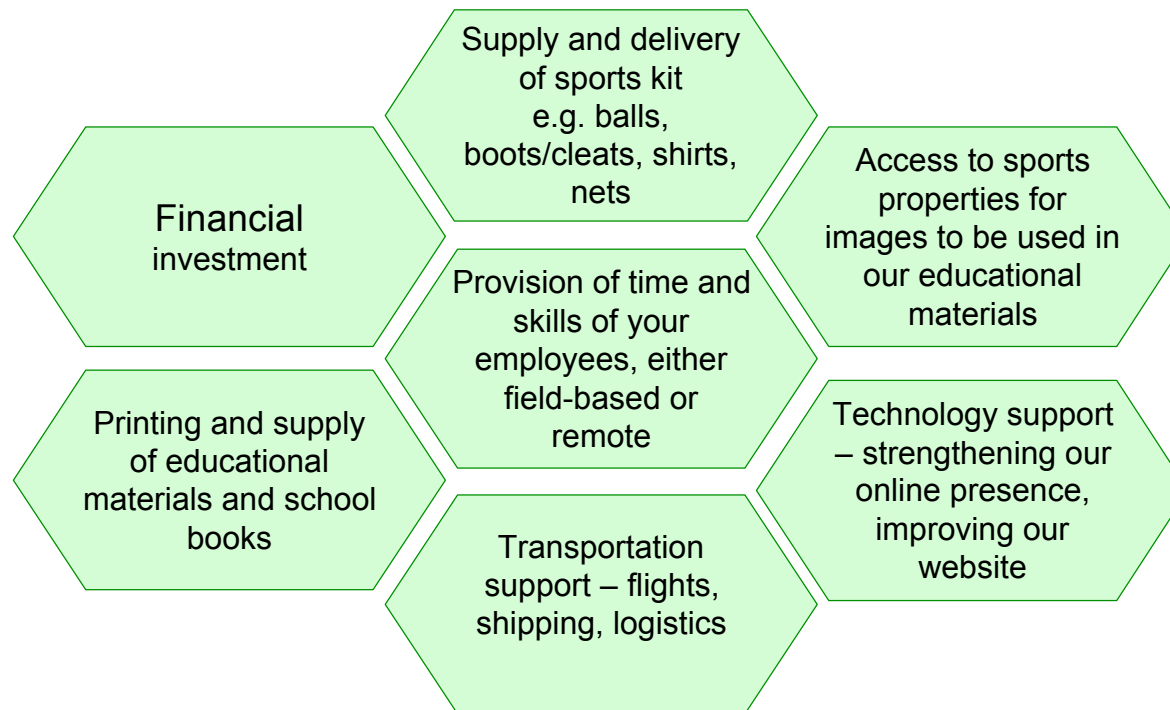 Supply and delivery
of sports kit
e.g. balls,
boots/cleats, shirts,
nets
Financial
investment
Access to sports
properties for
images to be used in
our educational
materials
Provision of time and
skills of your
employees, either
field-based or
remote
Printing and supply
of educational
materials and school
books
Technology support
– strengthening our
online presence,
improving our
website
Transportation
support – flights,
shipping, logistics